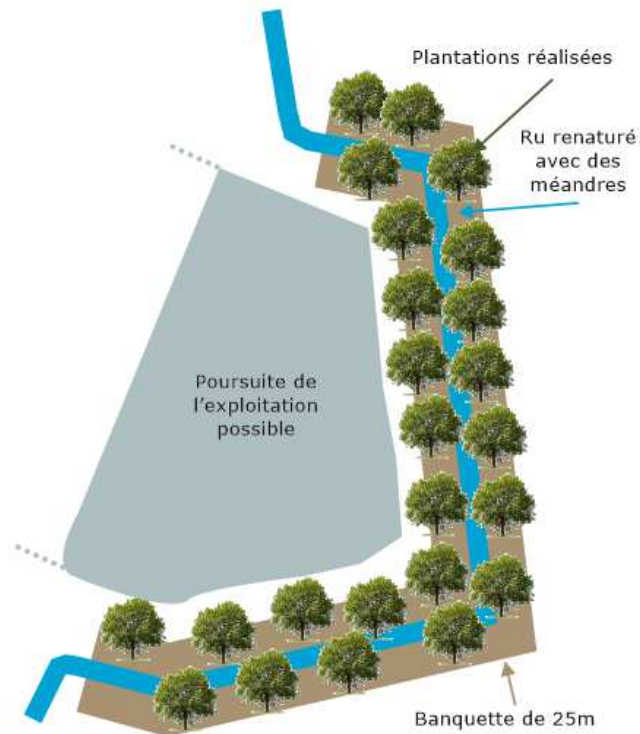 Plantations réalisées
Ru renaturé
avec des
méandres
Poursuite de
l'exploitation
possible
Banquette de 25m